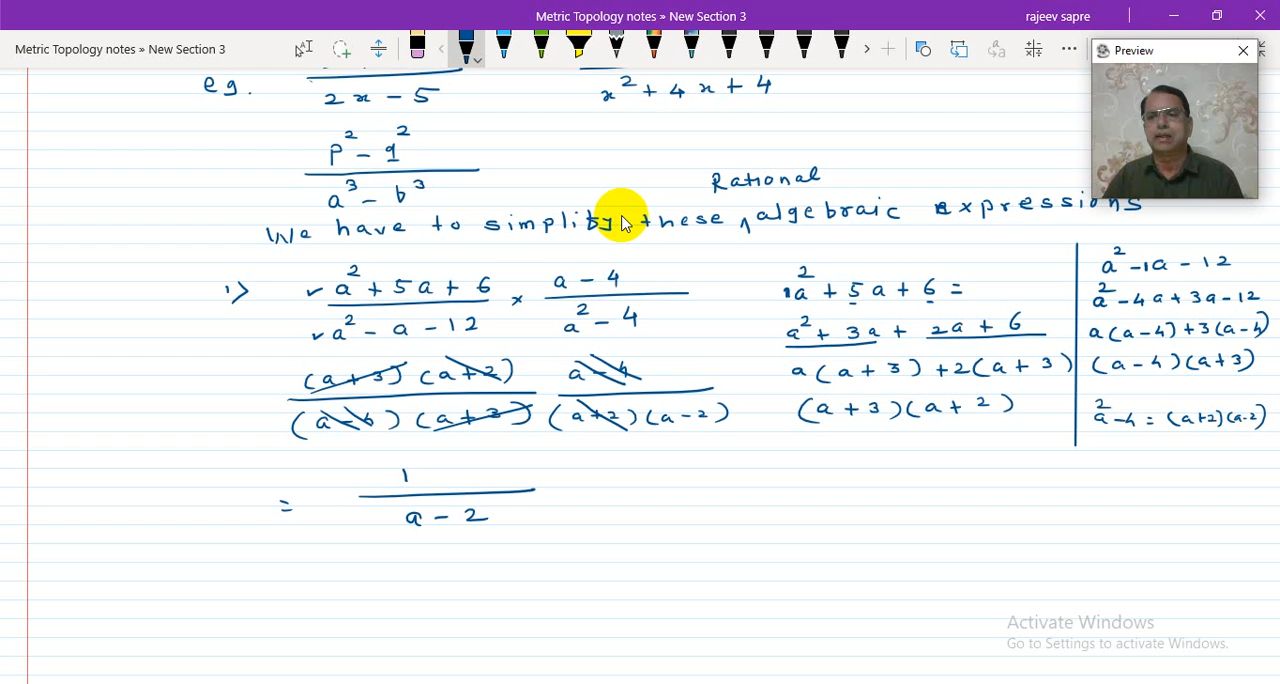 Metric Topology notes » New Section 3
rajeev sapre
Metric Topology notes » New Section 3
Preview
eg.
2x - 5
x² + 4x + 4
p² - q²
a³ - b³
Rational
We have to simplify these ^ algebraic expressions
1) ✓ a² + 5a + 6 × a - 4
✓ a² - a - 12 a² - 4
(a+3) (a+2) a-4
(a-4) (a+3) (a+2)(a-2)
= 1
a - 2
1a² + 5a + 6 =
a² + 3a + 2a + 6
a(a+3) + 2(a+3)
(a+3)(a+2)
a² - 1a - 12
a² - 4a + 3a - 12
a(a-4) + 3(a-4)
(a-4)(a+3)
a² - 4 = (a+2)(a-2)
Activate Windows
Go to Settings to activate Windows.